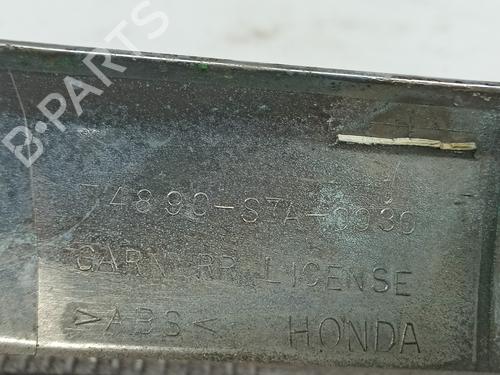 B-PARTS
74890-S7A-0030
GARN RR, LICENSE
>ABS< HONDA